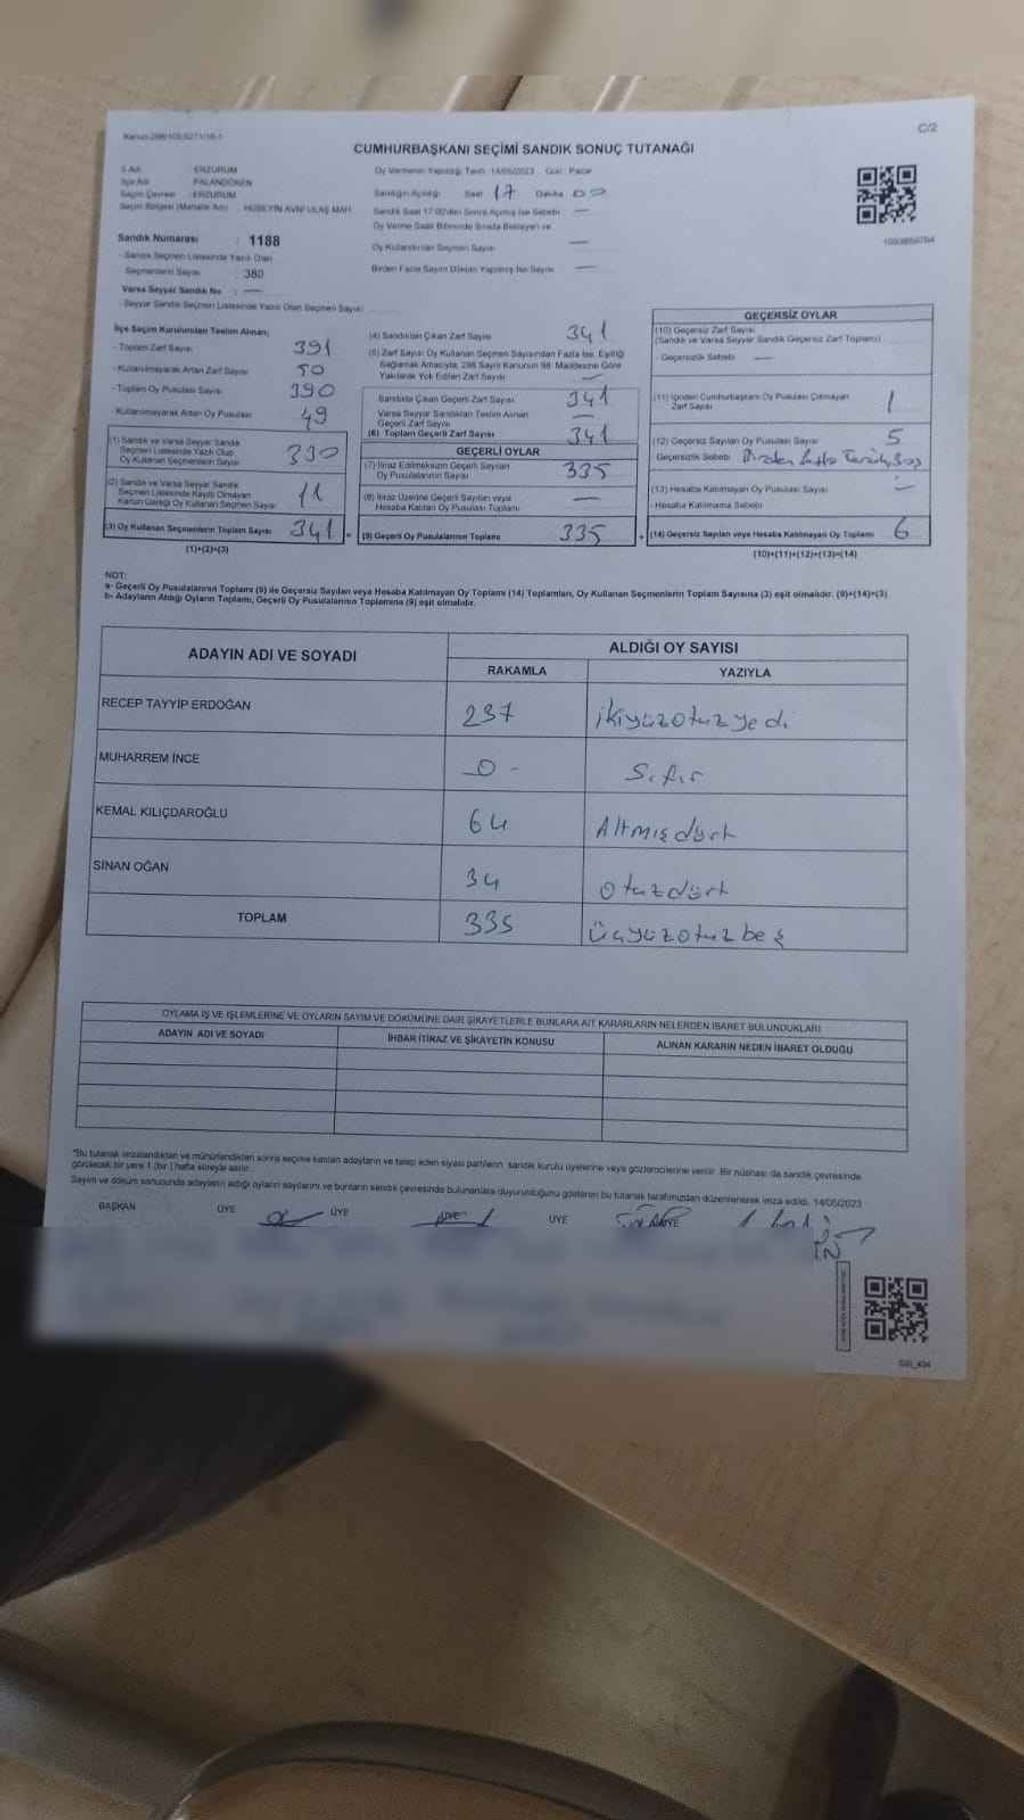 C/2
CUMHURBAŞKANI SEÇİMİ SANDIK SONUÇ TUTANAĞI
İl Adı : ERZURUM
İlçe Adı : PALANDÖKEN
Seçim Çevresi : ERZURUM
Seçim Bölgesi (Mahalle Adı) : HÜSEYİN AVNİ ULAŞ MAH.
Sandık Numarası : 1188
Sandık Seçmen Listesinde Yazılı Olan
Seçmenlerin Sayısı : 380
Varsa Seyyar Sandık No : —
Seyyar Sandık Seçmen Listesinde Yazılı Olan Seçmen Sayısı :
Oy Vermenin Yapıldığı Tarih: 14/05/2023 Gün: Pazar
Sandığın Açıldığı Saat 17 Dakika 00
Sandık Saat 17.00'den Sonra Açılmış İse Sebebi —
Oy Verme Saati Bitiminde Sırada Bekleyen ve
Oy Kullandırılan Seçmen Sayısı —
Birden Fazla Sayım Döküm Yapılmış İse Sayısı —
İlçe Seçim Kurulundan Teslim Alınan;
- Toplam Zarf Sayısı 391
- Kullanılmayarak Artan Zarf Sayısı 50
- Toplam Oy Pusulası Sayısı 390
- Kullanılmayarak Artan Oy Pusulası 49
(1) Sandık ve Varsa Seyyar Sandık
Seçmen Listesinde Yazılı Olup
Oy Kullanan Seçmenlerin Sayısı 330
(2) Sandık ve Varsa Seyyar Sandık
Seçmen Listesinde Kayıtlı Olmayan
Kanun Gereği Oy Kullanan Seçmen Sayısı 11
(3) Oy Kullanan Seçmenlerin Toplam Sayısı 341 =
(1)+(2)=(3)
(4) Sandıktan Çıkan Zarf Sayısı 341
(5) Zarf Sayısı Oy Kullanan Seçmen Sayısından Fazla İse, Eşitliği
Sağlamak Amacıyla, 298 Sayılı Kanunun 98. Maddesine Göre
Yakılarak Yok Edilen Zarf Sayısı —
Sandıkta Çıkan Geçerli Zarf Sayısı 341
Varsa Seyyar Sandıktan Teslim Alınan
Geçerli Zarf Sayısı —
(6) Toplam Geçerli Zarf Sayısı 341
GEÇERLİ OYLAR
(7) İtiraz Edilmeksizin Geçerli Sayılan
Oy Pusulalarının Sayısı 335
(8) İtiraz Üzerine Geçerli Sayılan veya
Hesaba Katılan Oy Pusulası Toplamı —
(9) Geçerli Oy Pusulalarının Toplamı 335 +
GEÇERSİZ OYLAR
(10) Geçersiz Zarf Sayısı
(Sandık ve Varsa Seyyar Sandık Geçersiz Zarf Toplamı)
- Geçersizlik Sebebi —
(11) İçinden Cumhurbaşkanı Oy Pusulası Çıkmayan
Zarf Sayısı 1
(12) Geçersiz Sayılan Oy Pusulası Sayısı 5
Geçersizlik Sebebi Birden fazla
(13) Hesaba Katılmayan Oy Pusulası Sayısı —
- Hesaba Katılmama Sebebi
(14) Geçersiz Sayılan veya Hesaba Katılmayan Oy Toplamı 6
(10)+(11)+(12)+(13)=(14)
NOT:
a- Geçerli Oy Pusulalarının Toplamı (9) ile Geçersiz Sayılan veya Hesaba Katılmayan Oy Toplamı (14) Toplamları, Oy Kullanan Seçmenlerin Toplam Sayısına (3) eşit olmalıdır. (9)+(14)=(3)
b- Adayların Aldığı Oyların Toplamı, Geçerli Oy Pusulalarının Toplamına (9) eşit olmalıdır.
ADAYIN ADI VE SOYADI
ALDIĞI OY SAYISI
RAKAMLA YAZIYLA
RECEP TAYYİP ERDOĞAN 237 ikiyüzotuzyedi
MUHARREM İNCE -0- Sıfır
KEMAL KILIÇDAROĞLU 64 Altmışdört
SİNAN OĞAN 34 otuzdört
TOPLAM 335 üçyüzotuzbeş
OYLAMA İŞ VE İŞLEMLERİNE VE OYLARIN SAYIM VE DÖKÜMÜNE DAİR ŞİKAYETLERLE BUNLARA AİT KARARLARIN NELERDEN İBARET BULUNDUKLARI
ADAYIN ADI VE SOYADI İHBAR İTİRAZ VE ŞİKAYETİN KONUSU ALINAN KARARIN NEDEN İBARET OLDUĞU
*Bu tutanak imzalandıktan ve mühürlendikten sonra seçime katılan adayların ve talep eden siyasi partilerin, sandık kurulu üyelerine veya gözlemcilerine verilir. Bir nüshası da sandık çevresinde
görülecek bir yere 1 (bir) hafta süreyle asılır.
Sayım ve döküm sonucunda adayların aldığı oyların sayılarını ve bunların sandık çevresinde bulunanlara duyurulduğunu gösteren bu tutanak tarafımızdan düzenlenerek imza edildi. 14/05/2023
BAŞKAN ÜYE ÜYE ÜYE ÜYE ÜYE